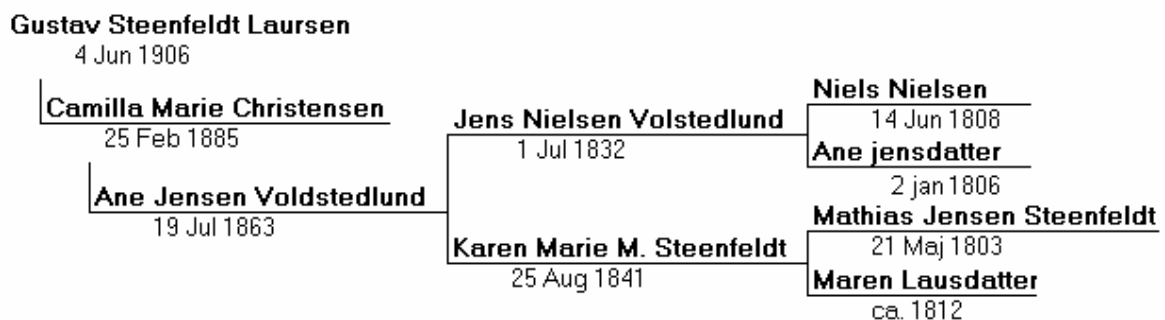 Gustav Steenfeldt Laursen
4 Jun 1906
Camilla Marie Christensen
25 Feb 1885
Ane Jensen Voldstedlund
19 Jul 1863
Jens Nielsen Volstedlund
1 Jul 1832
Karen Marie M. Steenfeldt
25 Aug 1841
Niels Nielsen
14 Jun 1808
Ane jensdatter
2 jan 1806
Mathias Jensen Steenfeldt
21 Maj 1803
Maren Lausdatter
ca. 1812